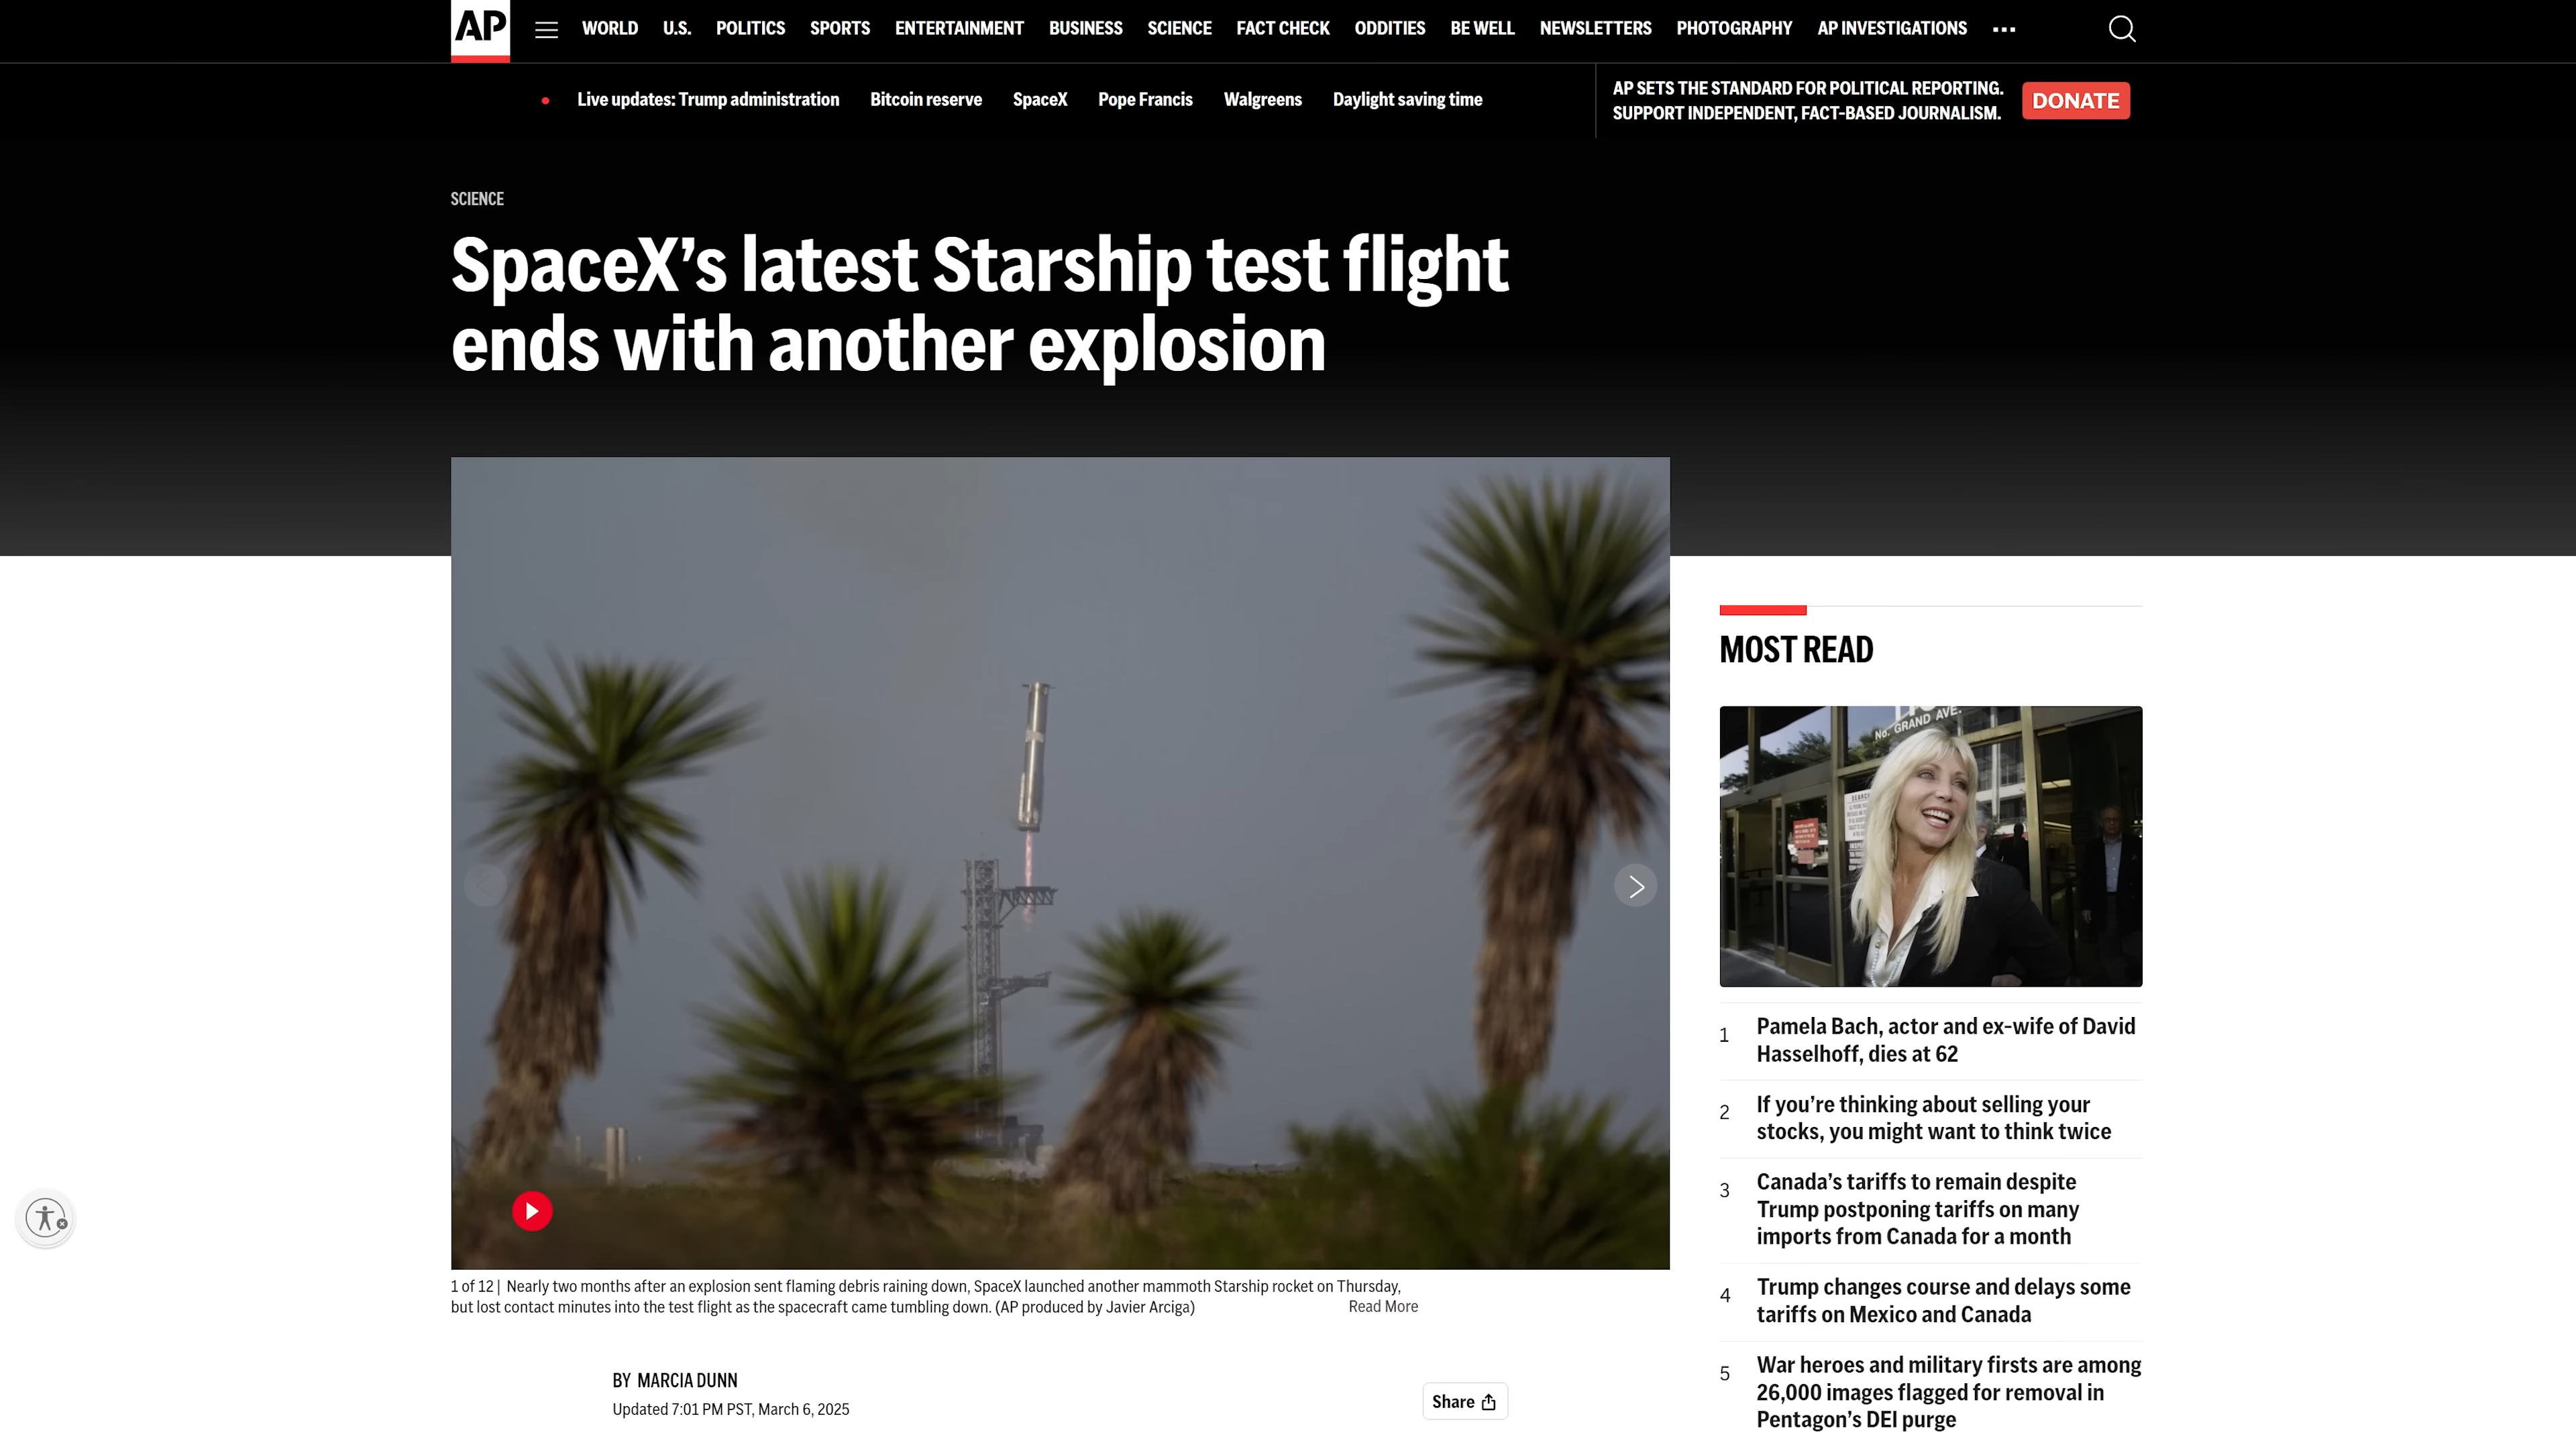 AP
WORLD U.S. POLITICS SPORTS ENTERTAINMENT BUSINESS SCIENCE FACT CHECK ODDITIES BE WELL NEWSLETTERS PHOTOGRAPHY AP INVESTIGATIONS
Live updates: Trump administration Bitcoin reserve SpaceX Pope Francis Walgreens Daylight saving time
AP SETS THE STANDARD FOR POLITICAL REPORTING.
SUPPORT INDEPENDENT, FACT-BASED JOURNALISM.
DONATE
SCIENCE
SpaceX’s latest Starship test flight
ends with another explosion
1 of 12 | Nearly two months after an explosion sent flaming debris raining down, SpaceX launched another mammoth Starship rocket on Thursday,
but lost contact minutes into the test flight as the spacecraft came tumbling down. (AP produced by Javier Arciga)
Read More
BY MARCIA DUNN
Updated 7:01 PM PST, March 6, 2025
Share
MOST READ
No. GRAND AVE.
1 Pamela Bach, actor and ex-wife of David
Hasselhoff, dies at 62
2 If you’re thinking about selling your
stocks, you might want to think twice
3 Canada’s tariffs to remain despite
Trump postponing tariffs on many
imports from Canada for a month
4 Trump changes course and delays some
tariffs on Mexico and Canada
5 War heroes and military firsts are among
26,000 images flagged for removal in
Pentagon’s DEI purge